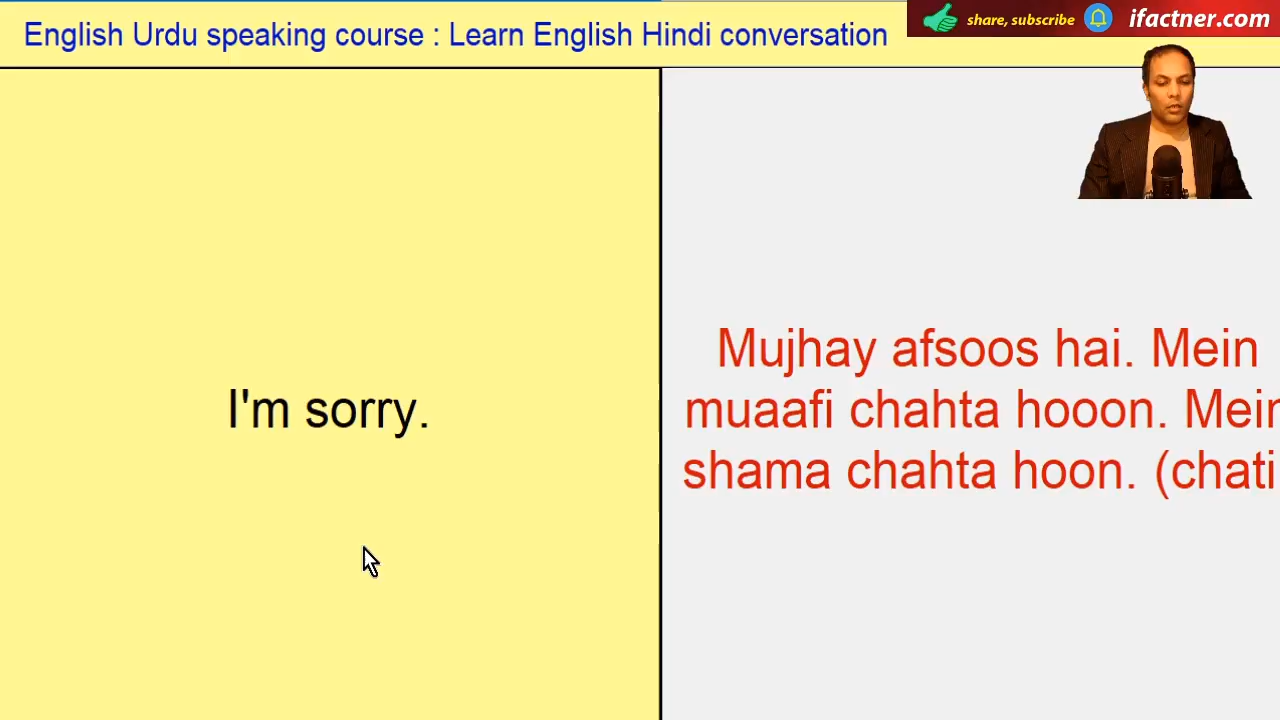 English Urdu speaking course : Learn English Hindi conversation
share, subscribe
ifactner.com
I'm sorry.
Mujhay afsoos hai. Mein
muaafi chahta hooon. Mein
shama chahta hoon. (chati